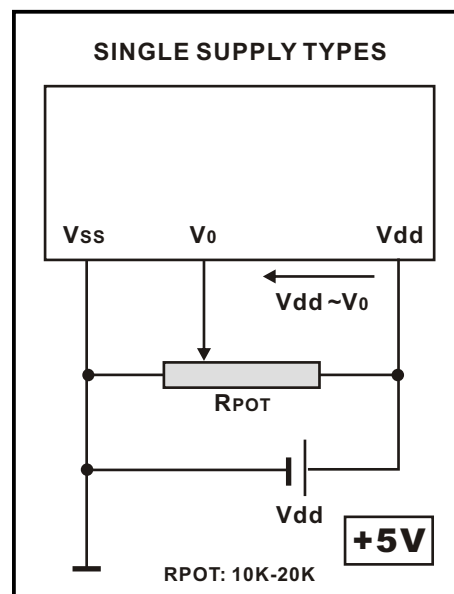 SINGLE SUPPLY TYPES
Vss V0 Vdd
Vdd ~V0
RPOT
Vdd
+5V
RPOT: 10K-20K